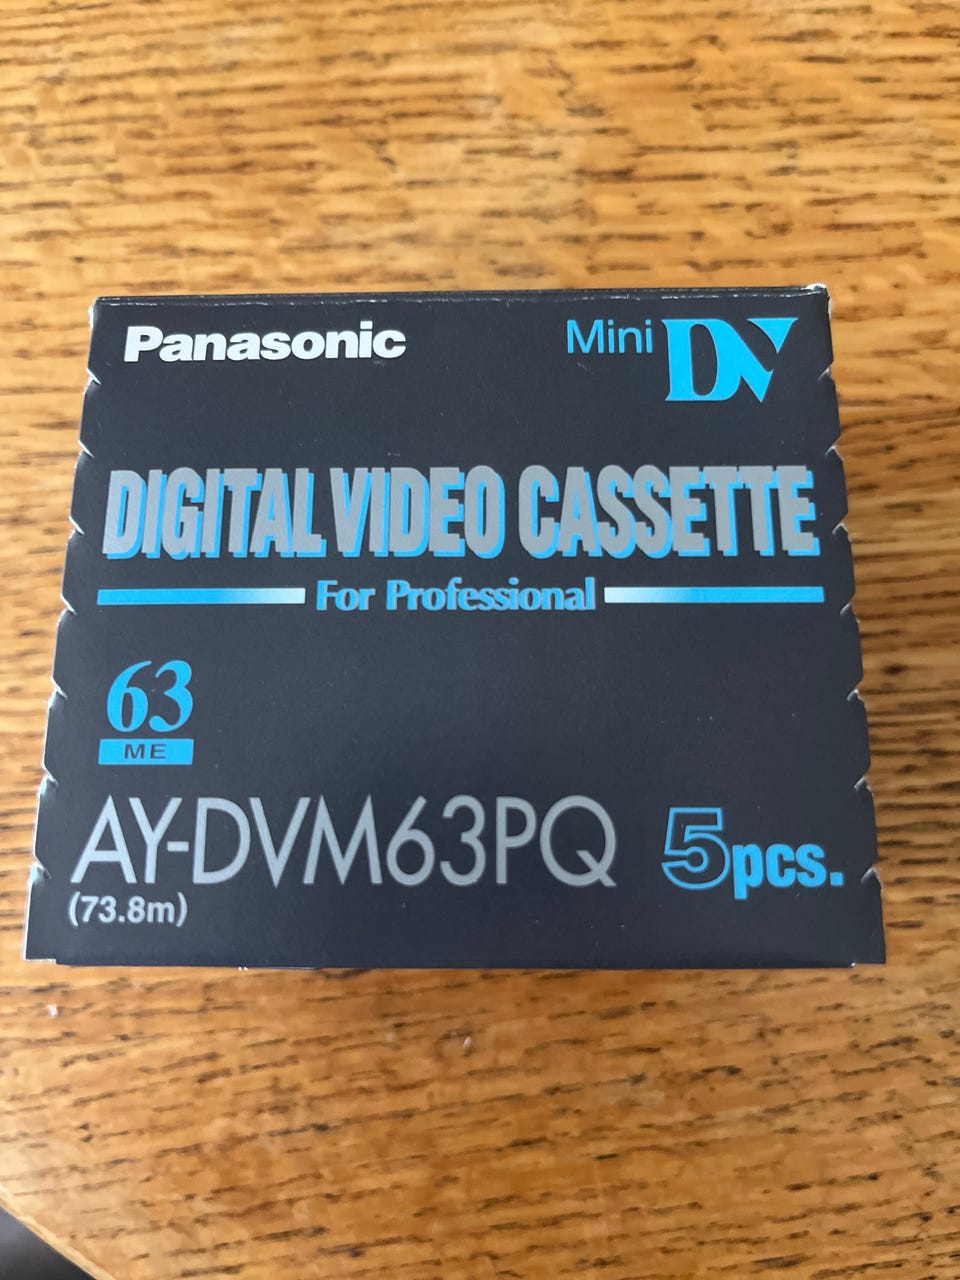 Panasonic
Mini DV
DIGITAL VIDEO CASSETTE
For Professional
63
ME
AY-DVM63PQ 5pcs.
(73.8m)